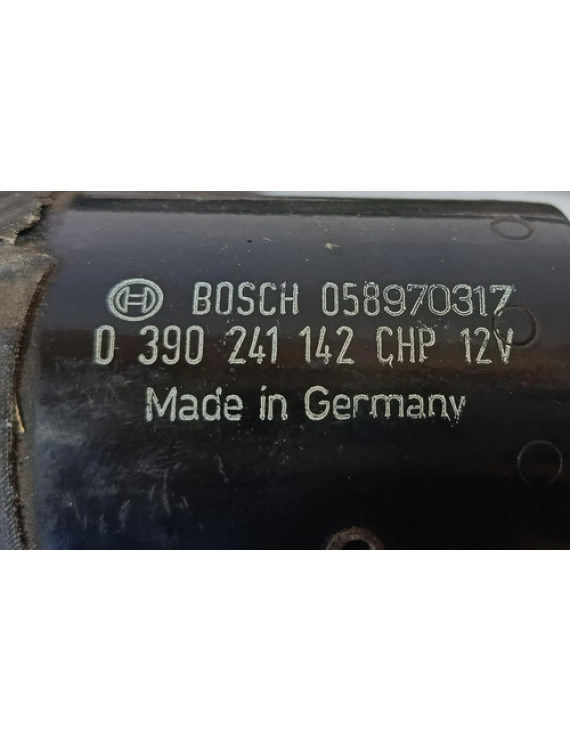 BOSCH 058970317
0 390 241 142 CHP 12V
Made in Germany